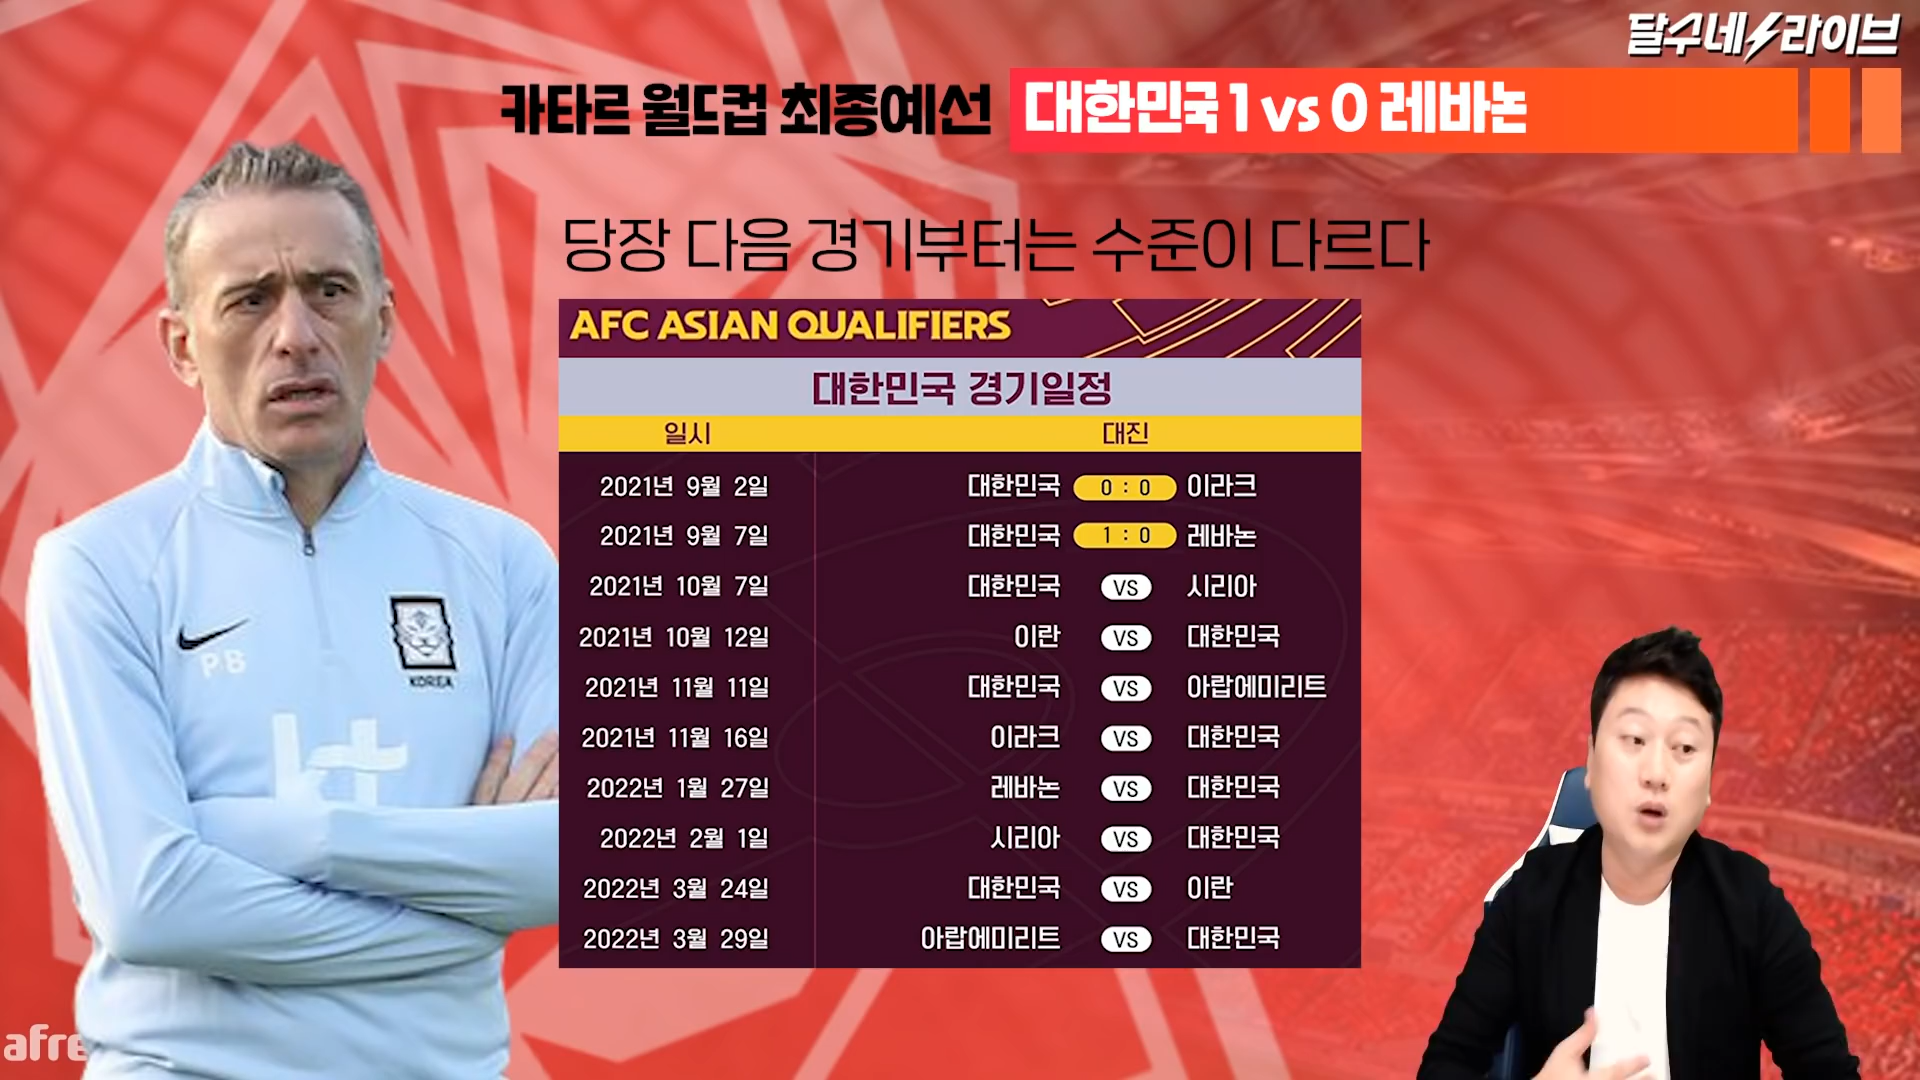 탈수네라이브
카타르 월드컵 최종예선 대한민국 1 vs 0 레바논
당장 다음 경기부터는 수준이 다르다
AFC ASIAN QUALIFIERS
대한민국 경기일정
일시 대진
2021년 9월 2일 대한민국 0 : 0 이라크
2021년 9월 7일 대한민국 1 : 0 레바논
2021년 10월 7일 대한민국 VS 시리아
2021년 10월 12일 이란 VS 대한민국
2021년 11월 11일 대한민국 VS 아랍에미리트
2021년 11월 16일 이라크 VS 대한민국
2022년 1월 27일 레바논 VS 대한민국
2022년 2월 1일 시리아 VS 대한민국
2022년 3월 24일 대한민국 VS 이란
2022년 3월 29일 아랍에미리트 VS 대한민국
PB
KOREA
afre